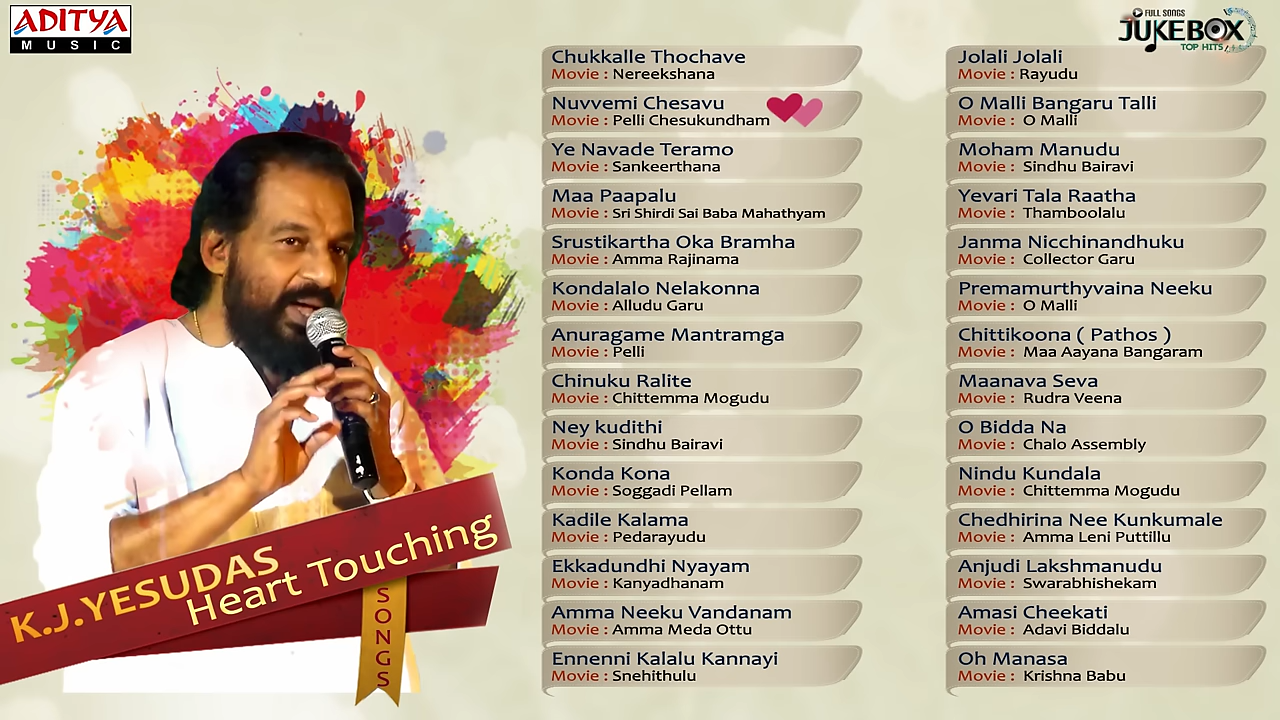 ADITYA
MUSIC
FULL SONGS
JUKEBOX
TOP HITS
K.J.YESUDAS
Heart Touching
SONGS
Chukkalle Thochave
Movie : Nereekshana
Nuvvemi Chesavu
Movie : Pelli Chesukundham
Ye Navade Teramo
Movie : Sankeerthana
Maa Paapalu
Movie : Sri Shirdi Sai Baba Mahathyam
Srustikartha Oka Bramha
Movie : Amma Rajinama
Kondalalo Nelakonna
Movie : Alludu Garu
Anuragame Mantramga
Movie : Pelli
Chinuku Ralite
Movie : Chittemma Mogudu
Ney kudithi
Movie : Sindhu Bairavi
Konda Kona
Movie : Soggadi Pellam
Kadile Kalama
Movie : Pedarayudu
Ekkadundhi Nyayam
Movie : Kanyadhanam
Amma Neeku Vandanam
Movie : Amma Meda Ottu
Ennenni Kalalu Kannayi
Movie : Snehithulu
Jolali Jolali
Movie : Rayudu
O Malli Bangaru Talli
Movie : O Malli
Moham Manudu
Movie : Sindhu Bairavi
Yevari Tala Raatha
Movie : Thamboolalu
Janma Nicchinandhuku
Movie : Collector Garu
Premamurthyvaina Neeku
Movie : O Malli
Chittikoona ( Pathos )
Movie : Maa Aayana Bangaram
Maanava Seva
Movie : Rudra Veena
O Bidda Na
Movie : Chalo Assembly
Nindu Kundala
Movie : Chittemma Mogudu
Chedhirina Nee Kunkumale
Movie : Amma Leni Puttillu
Anjudi Lakshmanudu
Movie : Swarabhishekam
Amasi Cheekati
Movie : Adavi Biddalu
Oh Manasa
Movie : Krishna Babu